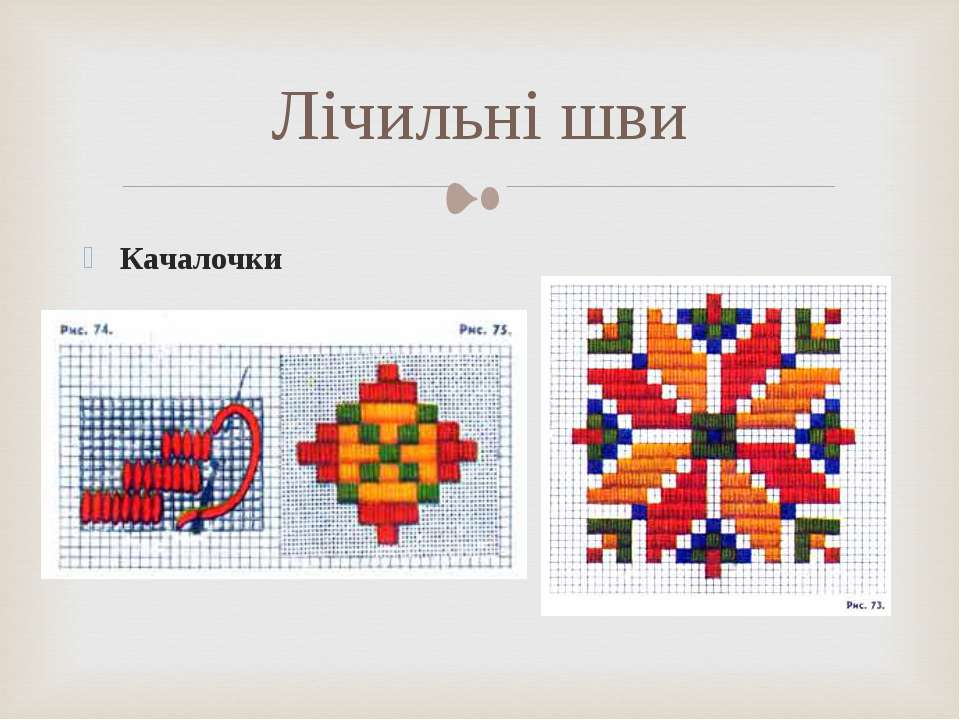 Лічильні шви
Качалочки
Рис. 74.
Рис. 75.
Рис. 73.